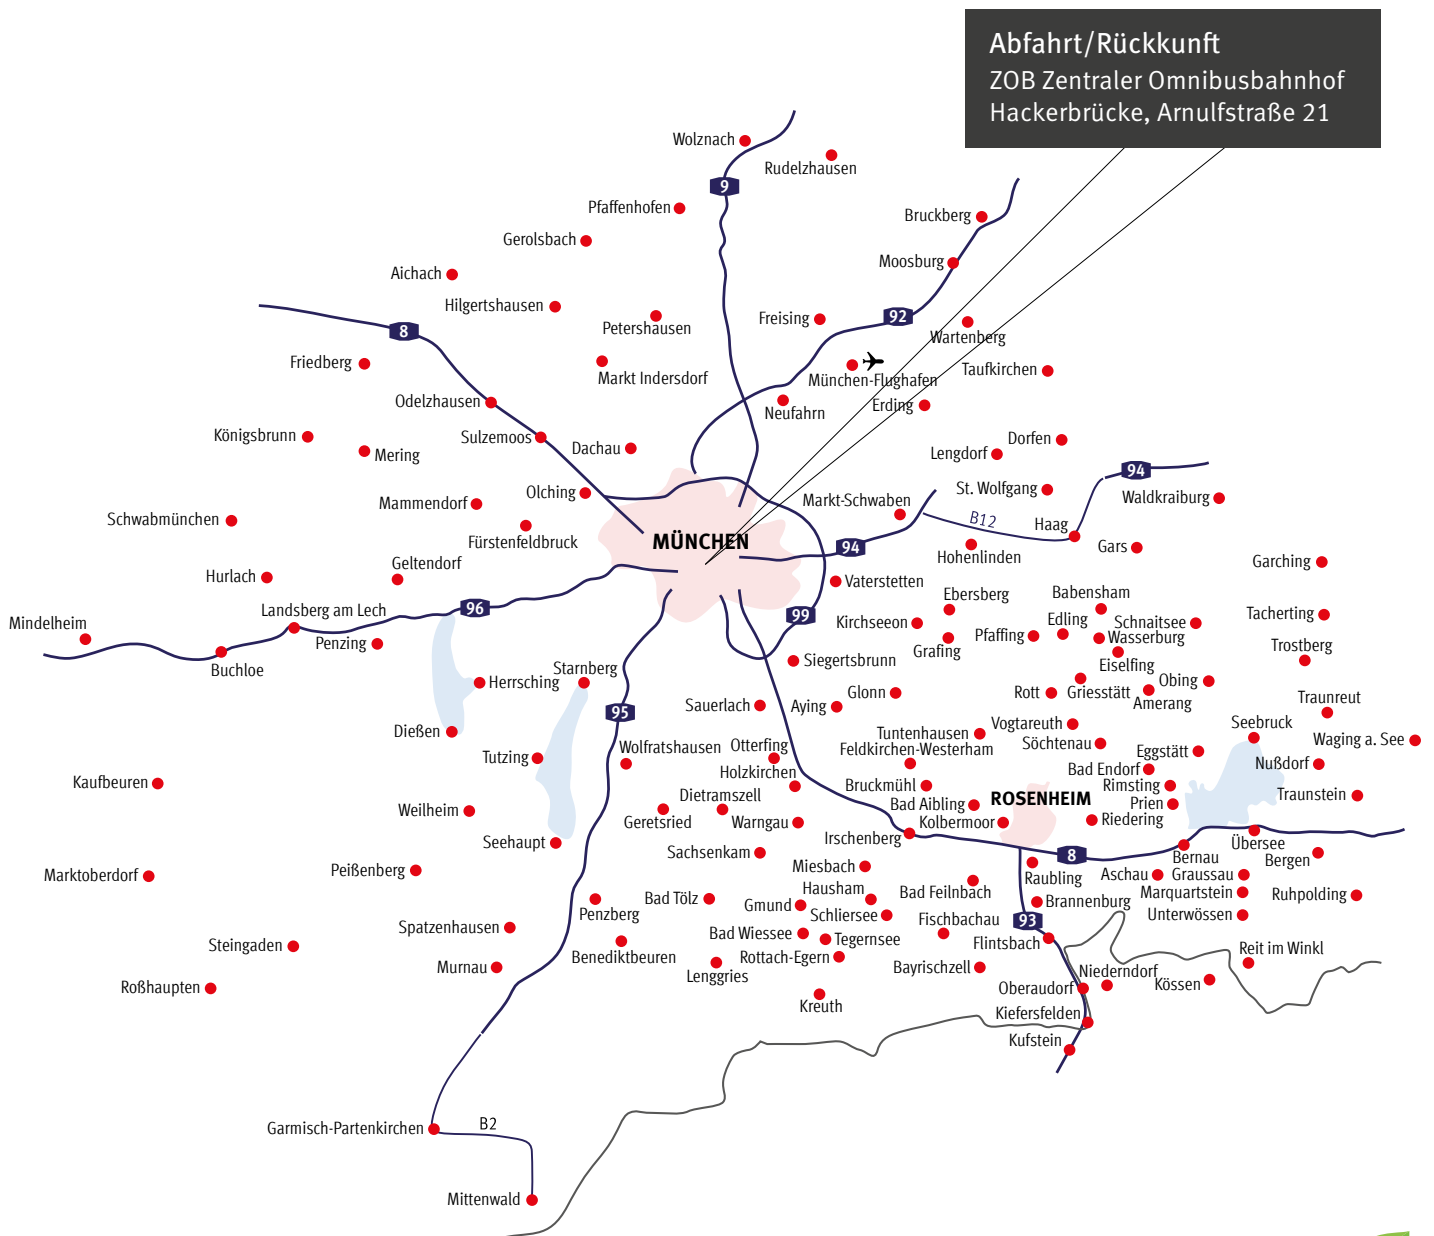 Abfahrt/Rückkunft
ZOB Zentraler Omnibusbahnhof
Hackerbrücke, Arnulfstraße 21
Wolznach
Rudelzhausen
9
Pfaffenhofen
Bruckberg
Gerolsbach
Moosburg
Aichach
Hilgertshausen
Petershausen
Freising
92
Wartenberg
8
Friedberg
Markt Indersdorf
München-Flughafen
Taufkirchen
Odelzhausen
Neufahrn
Erding
Königsbrunn
Mering
Sulzemoos
Dachau
Lengdorf
Dorfen
94
Mammendorf
Olching
Markt-Schwaben
St. Wolfgang
Waldkraiburg
Schwabmünchen
Fürstenfeldbruck
MÜNCHEN
94
B12
Haag
Hohenlinden
Gars
Garching
Hurlach
Geltendorf
Vaterstetten
Ebersberg
Babensham
Mindelheim
Landsberg am Lech
96
99
Kirchseeon
Pfaffing
Edling
Schnaitsee
Tacherting
Penzing
Grafing
Wasserburg
Trostberg
Buchloe
Siegertsbrunn
Eiselfing
Herrsching
Starnberg
Glonn
Rott
Griesstätt
Obing
Amerang
Traunreut
Sauerlach
Aying
95
Dießen
Tuntenhausen
Vogtareuth
Seebruck
Söchtenau
Waging a. See
Wolfratshausen
Otterfing
Feldkirchen-Westerham
Eggstätt
Tutzing
Holzkirchen
Bad Endorf
Nußdorf
Kaufbeuren
Bruckmühl
Rimsting
Dietramszell
Bad Aibling
ROSENHEIM
Prien
Traunstein
Weilheim
Geretsried
Warngau
Kolbermoor
Riedering
Seehaupt
Irschenberg
Übersee
Sachsenkam
8
Bernau
Bergen
Peißenberg
Miesbach
Raubling
Aschau
Graussau
Marktoberdorf
Hausham
Bad Feilnbach
Marquartstein
Ruhpolding
Penzberg
Bad Tölz
Gmund
Schliersee
Brannenburg
Unterwössen
Spatzenhausen
Fischbachau
93
Bad Wiessee
Tegernsee
Flintsbach
Steingaden
Benediktbeuren
Rottach-Egern
Reit im Winkl
Murnau
Lenggries
Bayrischzell
Niederndorf
Kössen
Roßhaupten
Oberaudorf
Kreuth
Kiefersfelden
Kufstein
Garmisch-Partenkirchen
B2
Mittenwald